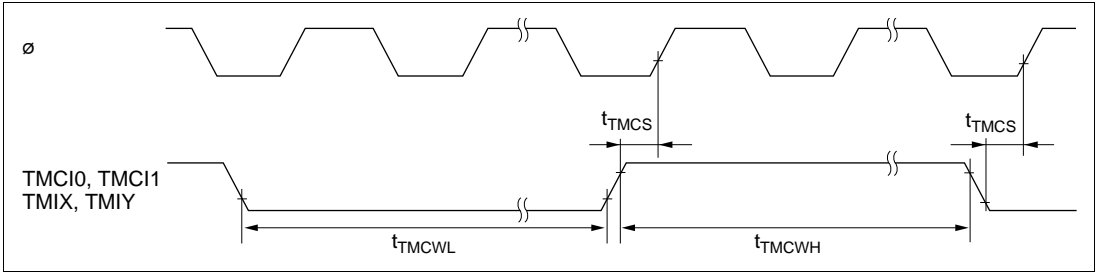 ø
tTMCS
tTMCS
TMCI0, TMCI1
TMIX, TMIY
tTMCWL
tTMCWH